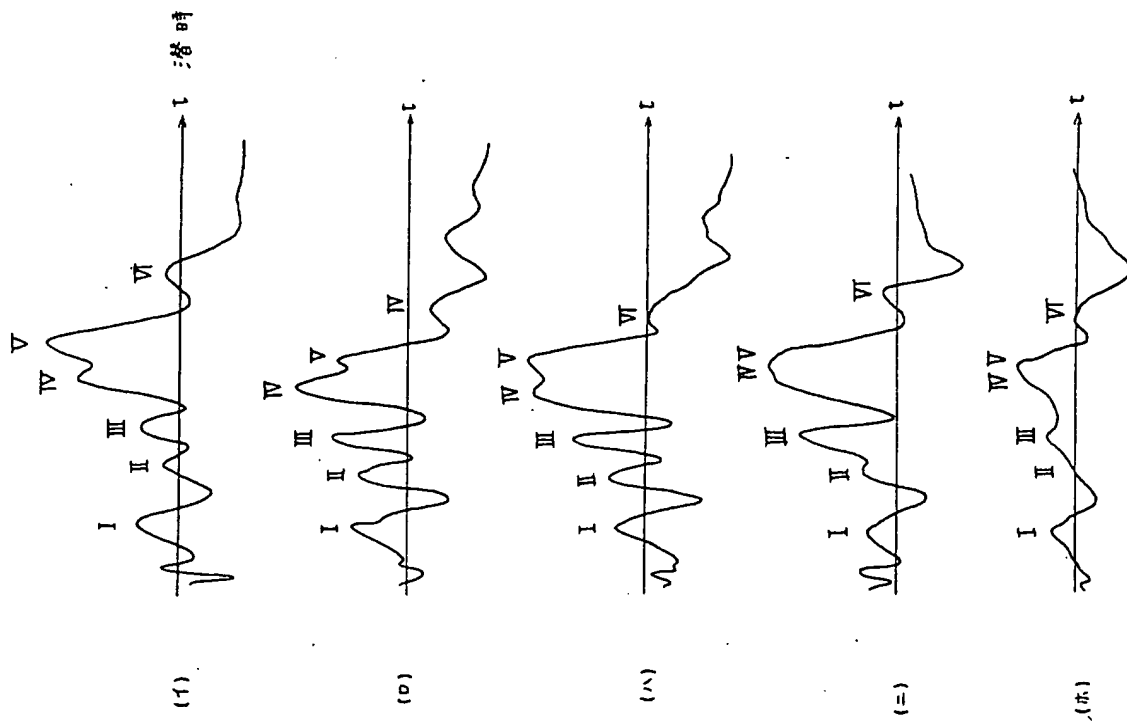 (イ) I II III IV V VI t 潜時
(ロ) I II III IV V IV t
(ハ) I II III IV V VI t
(ニ) I II III IV V VI t
(ホ) I II III IV V VI t